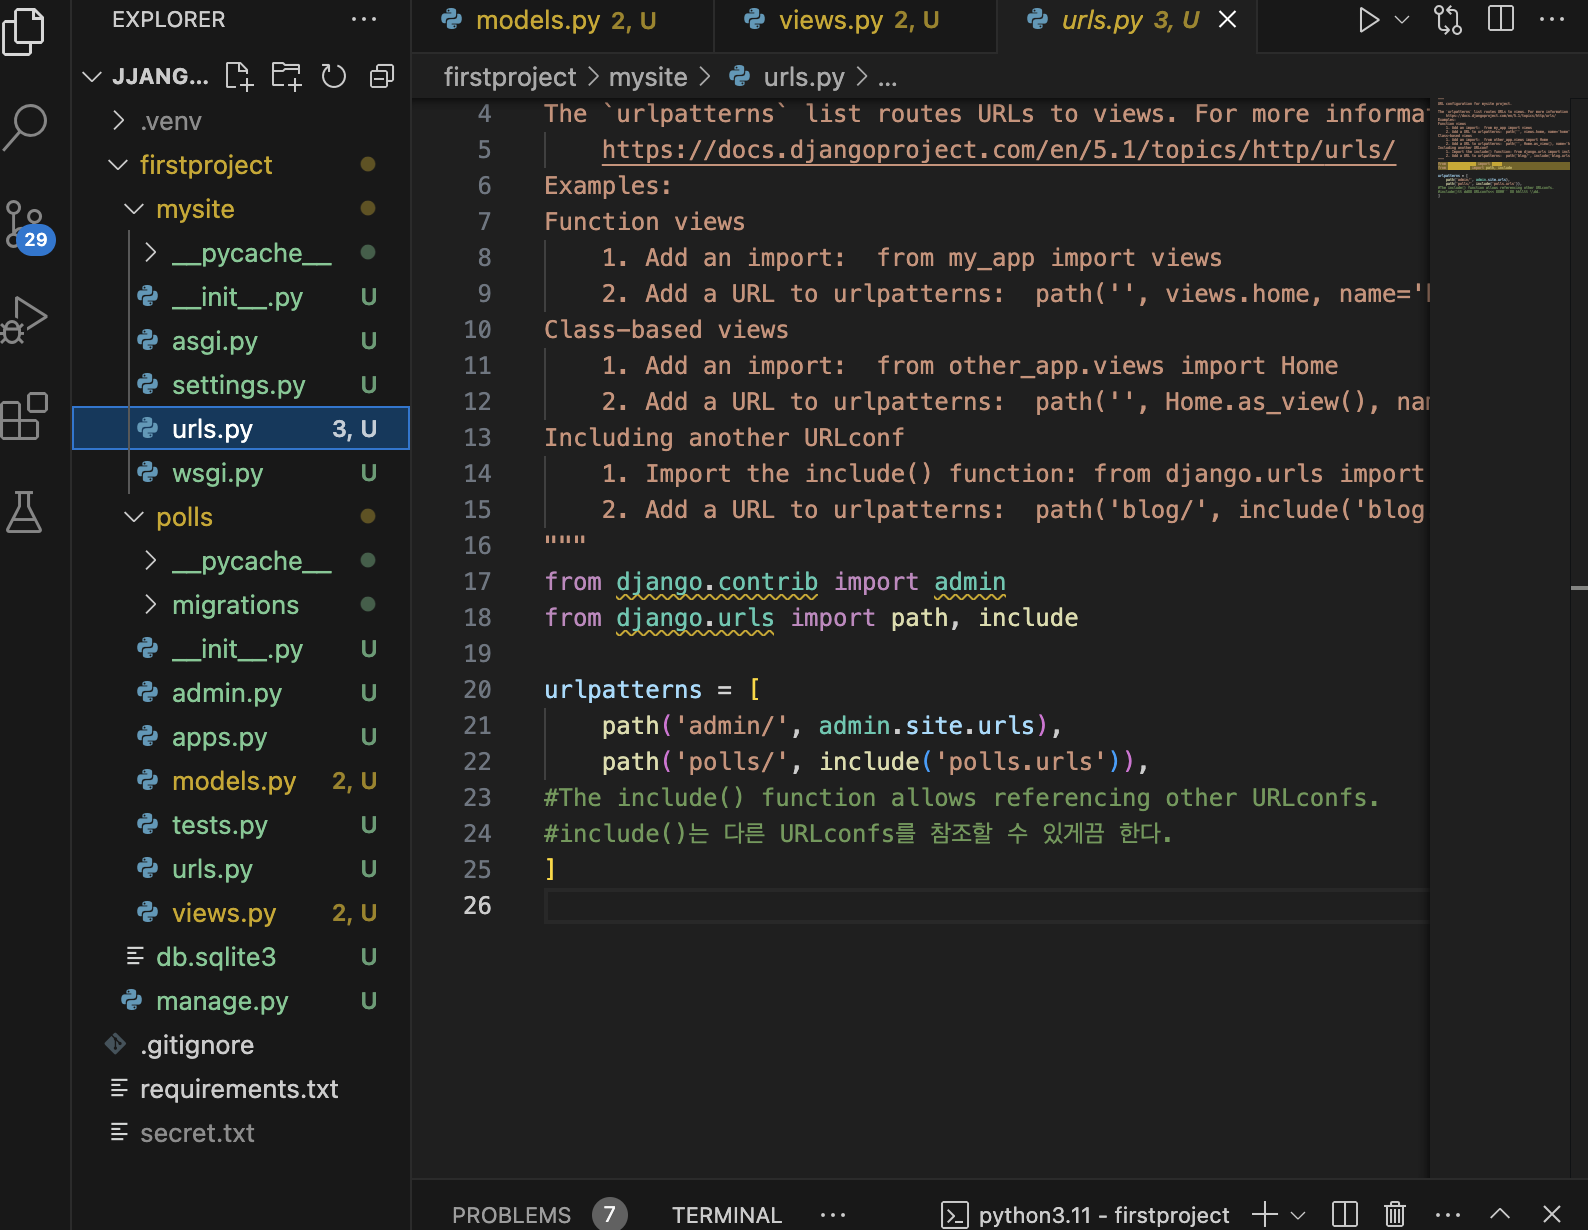 EXPLORER
JJANG...
.venv
firstproject
mysite
__pycache__
__init__.py U
asgi.py U
settings.py U
urls.py 3, U
wsgi.py U
polls
__pycache__
migrations
__init__.py U
admin.py U
apps.py U
models.py 2, U
tests.py U
urls.py U
views.py 2, U
db.sqlite3 U
manage.py U
.gitignore
requirements.txt
secret.txt
29
models.py 2, U
views.py 2, U
urls.py 3, U
firstproject > mysite > urls.py > ...
4 The `urlpatterns` list routes URLs to views. For more informa
5 https://docs.djangoproject.com/en/5.1/topics/http/urls/
6 Examples:
7 Function views
8 1. Add an import:  from my_app import views
9 2. Add a URL to urlpatterns:  path('', views.home, name='
10 Class-based views
11 1. Add an import:  from other_app.views import Home
12 2. Add a URL to urlpatterns:  path('', Home.as_view(), nam
13 Including another URLconf
14 1. Import the include() function: from django.urls import
15 2. Add a URL to urlpatterns:  path('blog/', include('blog
16 """
17 from django.contrib import admin
18 from django.urls import path, include
19
20 urlpatterns = [
21 path('admin/', admin.site.urls),
22 path('polls/', include('polls.urls')),
23 #The include() function allows referencing other URLconfs.
24 #include()는 다른 URLconfs를 참조할 수 있게끔 한다.
25 ]
26
PROBLEMS 7 TERMINAL ... python3.11 - firstproject